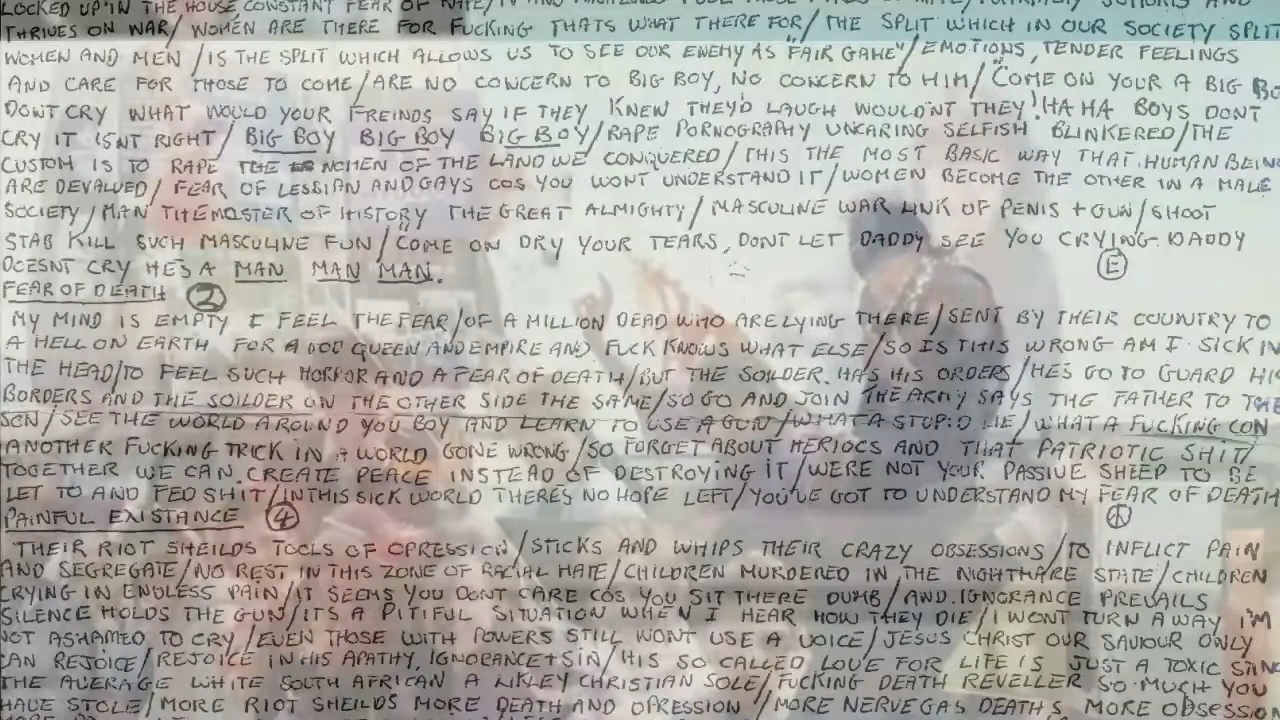 LOCKED UP IN THE HOUSE CONSTANT FEAR OF
THRIVES ON WAR/ WOMEN ARE THERE FOR FUCKING THATS WHAT THERE FOR/THE SPLIT WHICH IN OUR SOCIETY SPLIT
WOMEN AND MEN/IS THE SPLIT WHICH ALLOWS US TO SEE OUR ENEMY AS "FAIR GAME"/EMOTIONS, TENDER FEELINGS
AND CARE FOR THOSE TO COME/ARE NO CONCERN TO BIG BOY, NO CONCERN TO HIM/"COME ON YOUR A BIG BO
DONT CRY WHAT WOULD YOUR FREINDS SAY IF THEY KNEW THEY'D LAUGH WOULDNT THEY! HA HA BOYS DONT
CRY IT ISNT RIGHT/ BIG BOY BIG BOY BIG BOY/RAPE PORNOGRAPHY UNCARING SELFISH BLINKERED/THE
CUSTOM IS TO RAPE THE WOMEN OF THE LAND WE CONQUERED/THIS THE MOST BASIC WAY THAT HUMAN BEIN
ARE DEVALUED/ FEAR OF LESBIAN AND GAYS COS YOU WONT UNDERSTAND IT/WOMEN BECOME THE OTHER IN A MALE
SOCIETY/MAN THE MASTER OF HISTORY THE GREAT ALMIGHTY/MASCULINE WAR LINK OF PENIS + GUN/SHOOT
STAB KILL SUCH MASCULINE FUN/"COME ON DRY YOUR TEARS, DONT LET DADDY SEE YOU CRYING. DADDY
DOESNT CRY HE'S A MAN MAN MAN. Ⓔ
FEAR OF DEATH ②
MY MIND IS EMPTY I FEEL THE FEAR/OF A MILLION DEAD WHO ARE LYING THERE/SENT BY THEIR COUNTRY TO
A HELL ON EARTH FOR A GOD QUEEN AND EMPIRE AND FUCK KNOWS WHAT ELSE/SO IS THIS WRONG AM I SICK IN
THE HEAD/TO FEEL SUCH HORROR AND A FEAR OF DEATH/BUT THE SOILDER HAS HIS ORDERS/HES GO TO GUARD HIS
BORDERS AND THE SOILDER ON THE OTHER SIDE THE SAME/SO GO AND JOIN THE ARMY SAYS THE FATHER TO THE
SON/SEE THE WORLD AROUND YOU BOY AND LEARN TO USE A GUN/WHAT A STUPID LIE/WHAT A FUCKING CON
ANOTHER FUCKING TRICK IN A WORLD GONE WRONG/SO FORGET ABOUT HERIOCS AND THAT PATRIOTIC SHIT/
TOGETHER WE CAN CREATE PEACE INSTEAD OF DESTROYING IT/WERE NOT YOUR PASSIVE SHEEP TO BE
LET TO AND FED SHIT/IN THIS SICK WORLD THERES NO HOPE LEFT/YOU'VE GOT TO UNDERSTAND MY FEAR OF DEATH
PAINFUL EXISTANCE ④
THEIR RIOT SHEILDS TOOLS OF OPRESSION/STICKS AND WHIPS THEIR CRAZY OBSESSIONS/TO INFLICT PAIN
AND SEGREGATE/NO REST IN THIS ZONE OF RACIAL HATE/CHILDREN MURDERED IN THE NIGHTMARE STATE/CHILDREN
CRYING IN ENDLESS PAIN/IT SEEMS YOU DONT CARE COS YOU SIT THERE DUMB/AND IGNORANCE PREVAILS
SILENCE HOLDS THE GUN/ITS A PITIFUL SITUATION WHEN I HEAR HOW THEY DIE/I WONT TURN AWAY I'M
NOT ASHAMED TO CRY/EVEN THOSE WITH POWERS STILL WONT USE A VOICE/JESUS CHRIST OUR SAVIOUR ONLY
CAN REJOICE/REJOICE IN HIS APATHY, IGNORANCE + SIN/HIS SO CALLED LOVE FOR LIFE IS JUST A TOXIC
THE AVERAGE WHITE SOUTH AFRICAN A LIKLEY CHRISTIAN SOLE/FUCKING DEATH REVELLER SO MUCH YOU
HAVE STOLE/MORE RIOT SHEILDS MORE DEATH AND OPRESSION/MORE NERVE GAS DEATHS MORE OBSESSION